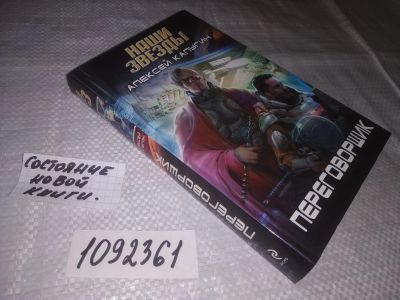 НАШИ
ЗВЕЗДЫ
АЛЕКСЕЙ КАЛУГИН
ПЕРЕГОВОРЩИК
ПЕРЕГОВОРЩИК
СОСТОЯНИЕ
НОВОЙ
КНИГИ.
1092361